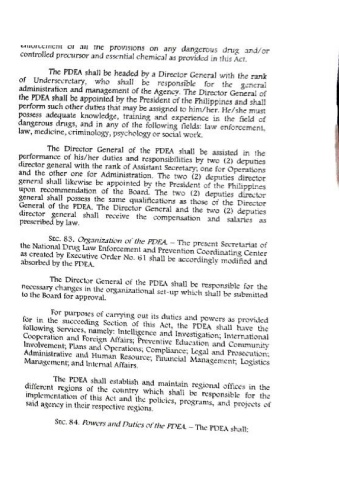 enforcement of all the provisions on any dangerous drug and/or
controlled precursor and essential chemical as provided in this Act.
The PDEA shall be headed by a Director General with the rank
of Undersecretary, who shall be responsible for the general
administration and management of the Agency. The Director General of
the PDEA shall be appointed by the President of the Philippines and shall
perform such other duties that may be assigned to him/her. He/she must
possess adequate knowledge, training and experience in the field of
dangerous drugs, and in any of the following fields: law enforcement,
law, medicine, criminology, psychology or social work.
The Director General of the PDEA shall be assisted in the
performance of his/her duties and responsibilities by two (2) deputies
director general with the rank of Assistant Secretary; one for Operations
and the other one for Administration. The two (2) deputies director
general shall likewise be appointed by the President of the Philippines
upon recommendation of the Board. The two (2) deputies director
general shall possess the same qualifications as those of the Director
General of the PDEA. The Director General and the two (2) deputies
director general shall receive the compensation and salaries as
prescribed by law.
SEC. 83. Organization of the PDEA. – The present Secretariat of
the National Drug Law Enforcement and Prevention Coordinating Center
as created by Executive Order No. 61 shall be accordingly modified and
absorbed by the PDEA.
The Director General of the PDEA shall be responsible for the
necessary changes in the organizational set-up which shall be submitted
to the Board for approval.
For purposes of carrying out its duties and powers as provided
for in the succeeding Section of this Act, the PDEA shall have the
following Services, namely: Intelligence and Investigation; International
Cooperation and Foreign Affairs; Preventive Education and Community
Involvement; Plans and Operations; Compliance; Legal and Prosecution;
Administrative and Human Resource; Financial Management; Logistics
Management; and Internal Affairs.
The PDEA shall establish and maintain regional offices in the
different regions of the country which shall be responsible for the
implementation of this Act and the policies, programs, and projects of
said agency in their respective regions.
SEC. 84. Powers and Duties of the PDEA. – The PDEA shall: